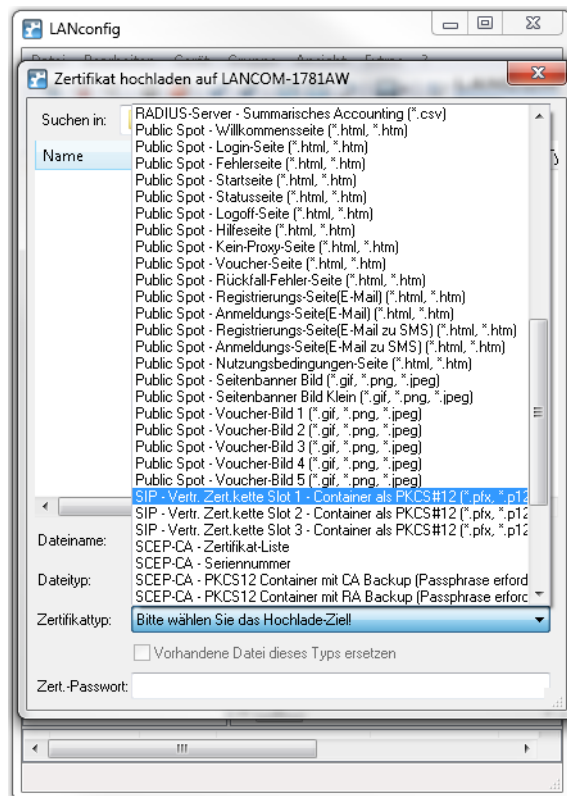 LANconfig
Zertifikat hochladen auf LANCOM-1781AW
Suchen in:
Name
RADIUS-Server - Summarisches Accounting (*.csv)
Public Spot - Willkommensseite (*.html, *.htm)
Public Spot - Login-Seite (*.html, *.htm)
Public Spot - Fehlerseite (*.html, *.htm)
Public Spot - Startseite (*.html, *.htm)
Public Spot - Statusseite (*.html, *.htm)
Public Spot - Logoff-Seite (*.html, *.htm)
Public Spot - Hilfeseite (*.html, *.htm)
Public Spot - Kein-Proxy-Seite (*.html, *.htm)
Public Spot - Voucher-Seite (*.html, *.htm)
Public Spot - Rückfall-Fehler-Seite (*.html, *.htm)
Public Spot - Registrierungs-Seite(E-Mail) (*.html, *.htm)
Public Spot - Anmeldungs-Seite(E-Mail) (*.html, *.htm)
Public Spot - Registrierungs-Seite(E-Mail zu SMS) (*.html, *.htm)
Public Spot - Anmeldungs-Seite(E-Mail zu SMS) (*.html, *.htm)
Public Spot - Nutzungsbedingungen-Seite (*.html, *.htm)
Public Spot - Seitenbanner Bild (*.gif, *.png, *.jpeg)
Public Spot - Seitenbanner Bild Klein (*.gif, *.png, *.jpeg)
Public Spot - Voucher-Bild 1 (*.gif, *.png, *.jpeg)
Public Spot - Voucher-Bild 2 (*.gif, *.png, *.jpeg)
Public Spot - Voucher-Bild 3 (*.gif, *.png, *.jpeg)
Public Spot - Voucher-Bild 4 (*.gif, *.png, *.jpeg)
Public Spot - Voucher-Bild 5 (*.gif, *.png, *.jpeg)
SIP - Vertr. Zert.kette Slot 1 - Container als PKCS#12 (*.pfx, *.p12
SIP - Vertr. Zert.kette Slot 2 - Container als PKCS#12 (*.pfx, *.p12
SIP - Vertr. Zert.kette Slot 3 - Container als PKCS#12 (*.pfx, *.p12
SCEP-CA - Zertifikat-Liste
SCEP-CA - Seriennummer
SCEP-CA - PKCS12 Container mit CA Backup (Passphrase erford
SCEP-CA - PKCS12 Container mit RA Backup (Passphrase erford
Dateiname:
Dateityp:
Zertifikattyp: Bitte wählen Sie das Hochlade-Ziel!
Vorhandene Datei dieses Typs ersetzen
Zert.-Passwort: